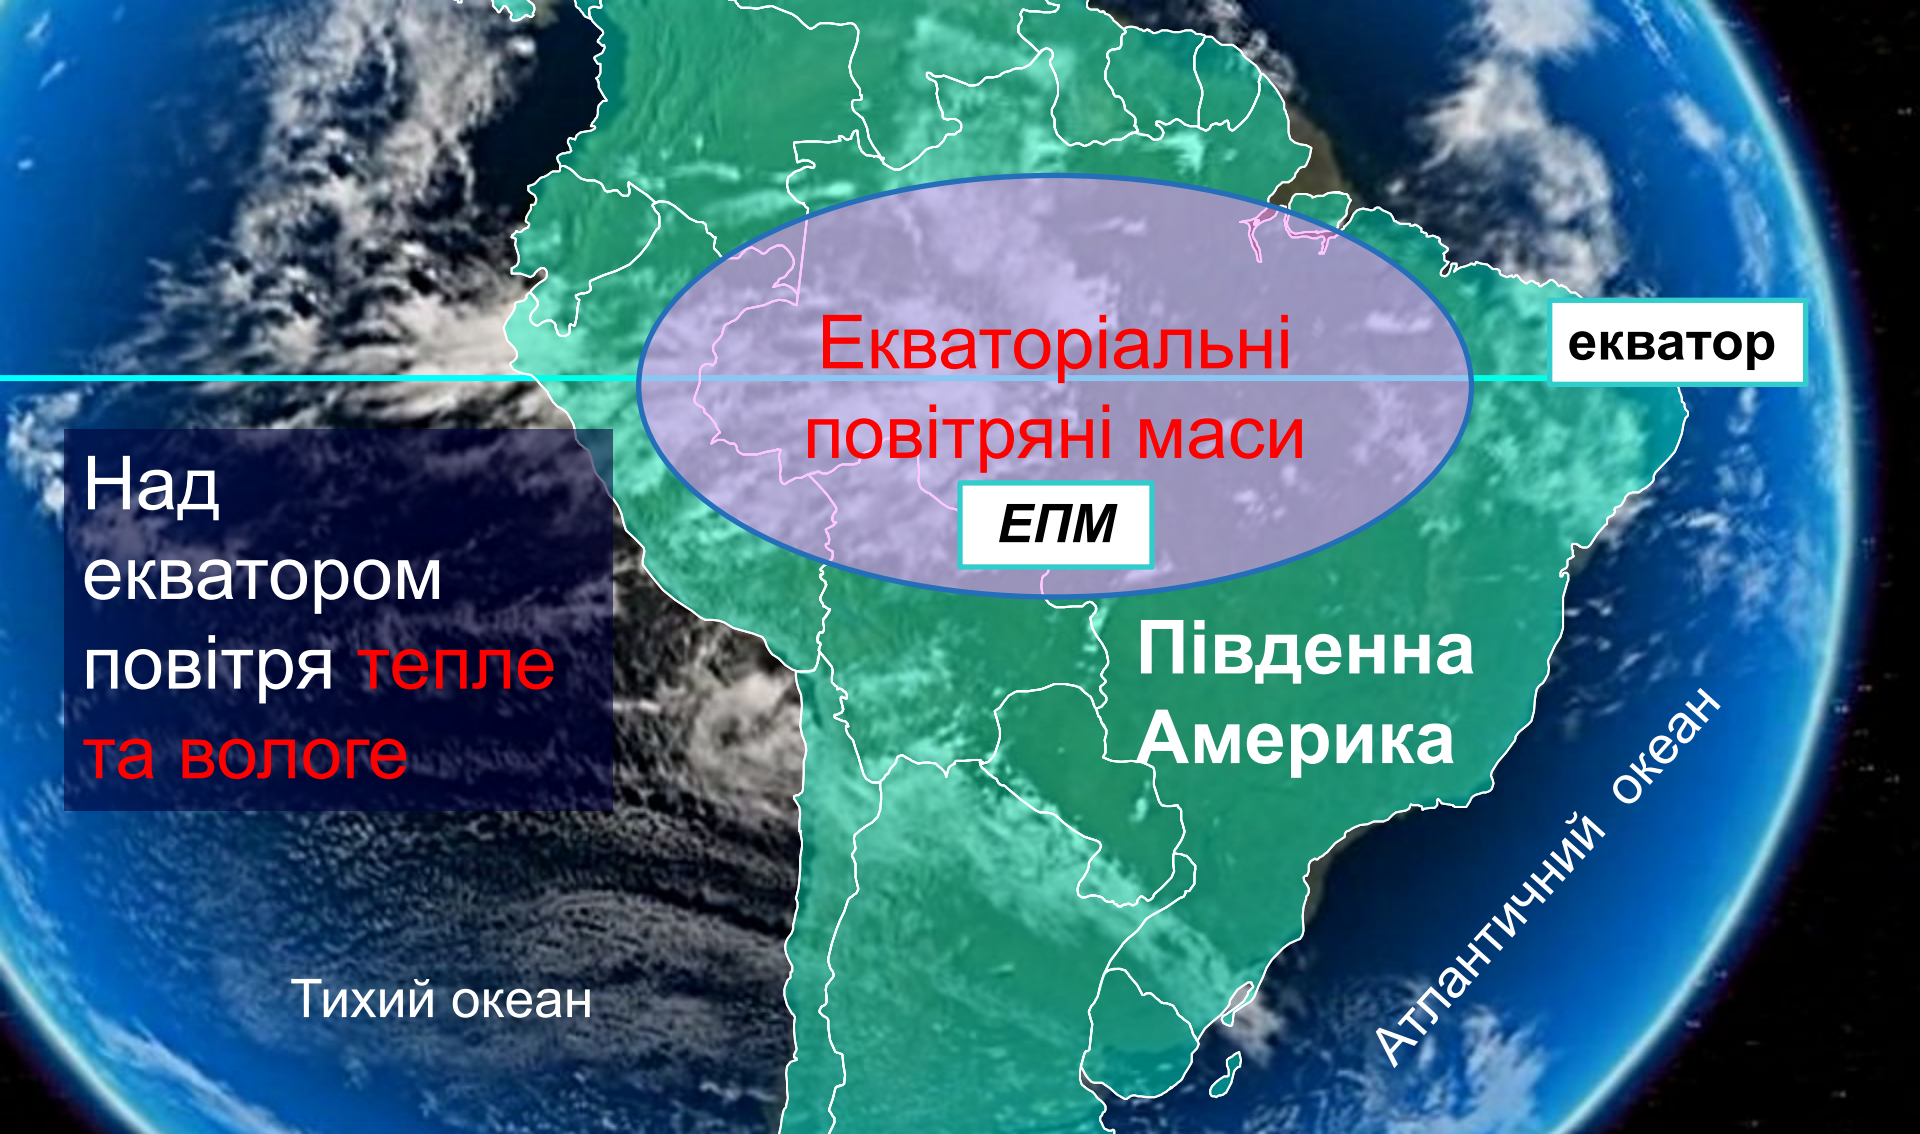 Екваторіальні
повітряні маси
екватор
ЕПМ
Над
екватором
повітря тепле
та вологе
Південна
Америка
Атлантичний океан
Тихий океан